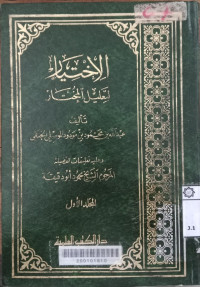 الاختيار
لتعليل المختار
تأليف
عبد الله بن محمود بن مودود الموصلي الحنفي
وعليه تعليقات
المرحوم الشيخ محمود أبو دقيقة
المجلد الأول
دار الكتب العلمية
J.1